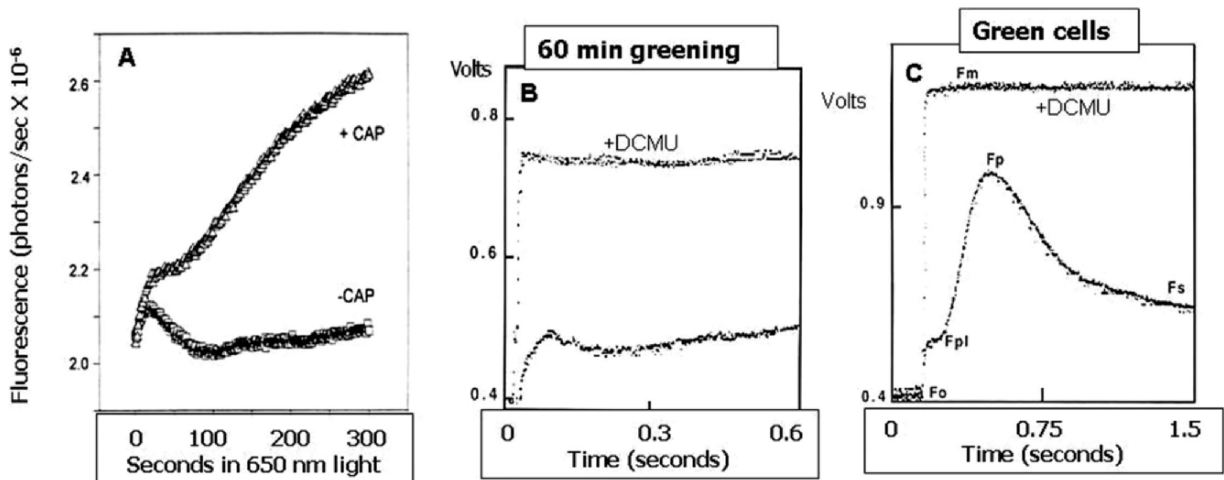 Fluorescence (photons/sec X 10⁻⁶
A
2.6
2.4
2.2
2.0
+ CAP
-CAP
0 100 200 300
Seconds in 650 nm light
60 min greening
Volts
B
0.8
0.6
0.4
+DCMU
0 0.3 0.6
Time (seconds)
Green cells
Volts
C
0.9
0.4
Fm
+DCMU
Fp
Fpl
Fs
Fo
0 0.75 1.5
Time (seconds)